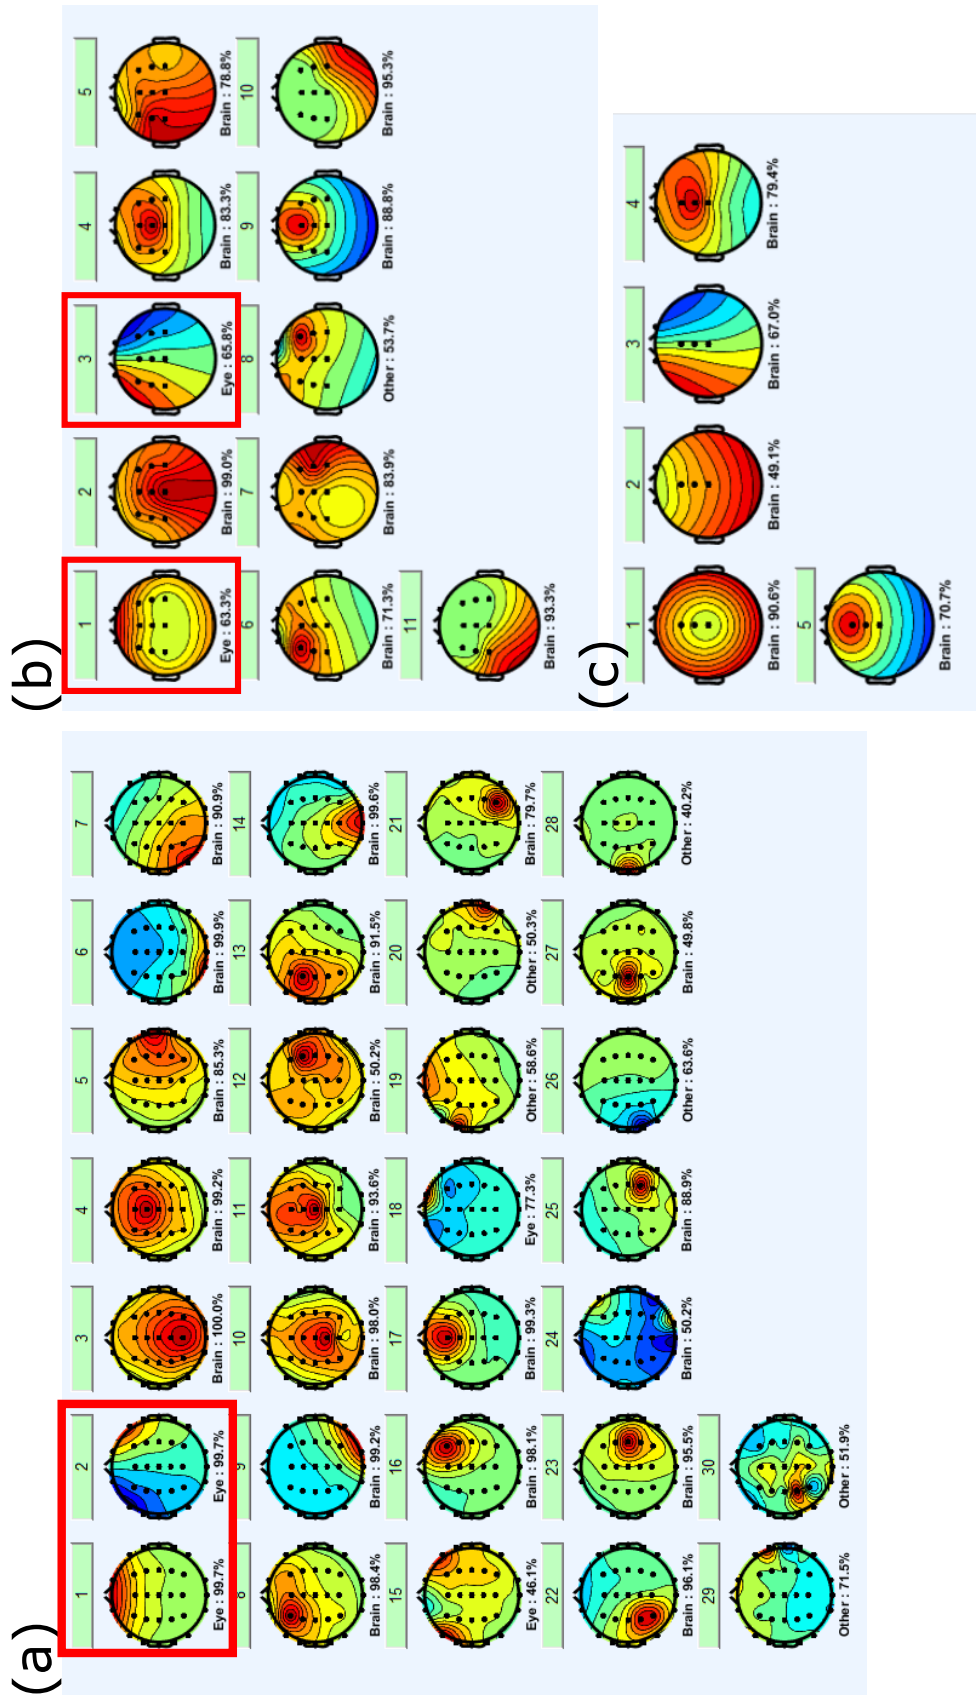 (a)
1 2 3 4 5 6 7
Eye : 99.7% Eye : 99.7% Brain : 100.0% Brain : 99.2% Brain : 85.3% Brain : 99.9% Brain : 90.9%
8 9 10 11 12 13 14
Brain : 98.4% Brain : 99.2% Brain : 98.0% Brain : 93.6% Brain : 50.2% Brain : 91.5% Brain : 99.6%
15 16 17 18 19 20 21
Eye : 46.1% Brain : 98.1% Brain : 99.3% Eye : 77.3% Other : 58.6% Other : 50.3% Brain : 79.7%
22 23 24 25 26 27 28
Brain : 96.1% Brain : 95.5% Brain : 50.2% Brain : 88.9% Other : 63.6% Brain : 49.8% Other : 40.2%
29 30
Other : 71.5% Other : 51.9%
(b)
1 2 3 4 5
Eye : 63.3% Brain : 99.0% Eye : 65.8% Brain : 83.3% Brain : 78.8%
6 7 8 9 10
Brain : 71.3% Brain : 83.9% Other : 53.7% Brain : 88.8% Brain : 95.3%
11
Brain : 93.3%
(c)
1 2 3 4
Brain : 90.6% Brain : 49.1% Brain : 67.0% Brain : 79.4%
5
Brain : 70.7%